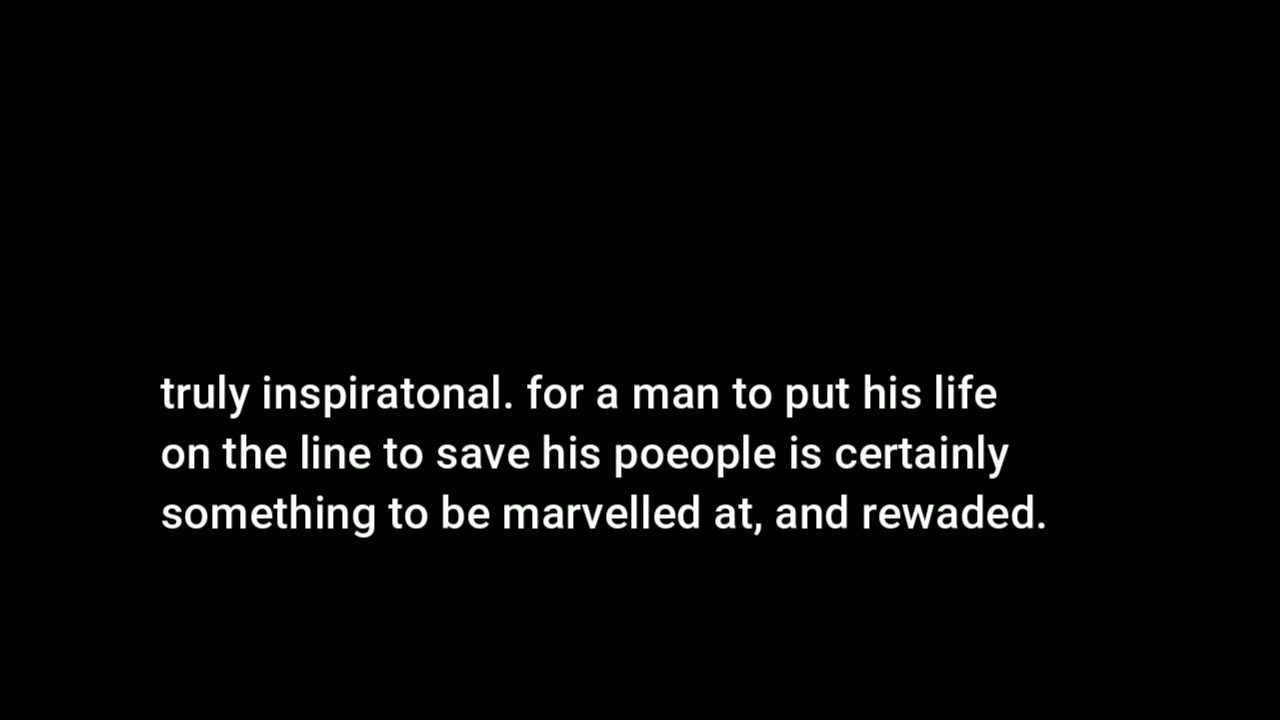 truly inspiratonal. for a man to put his life
on the line to save his poeople is certainly
something to be marvelled at, and rewaded.